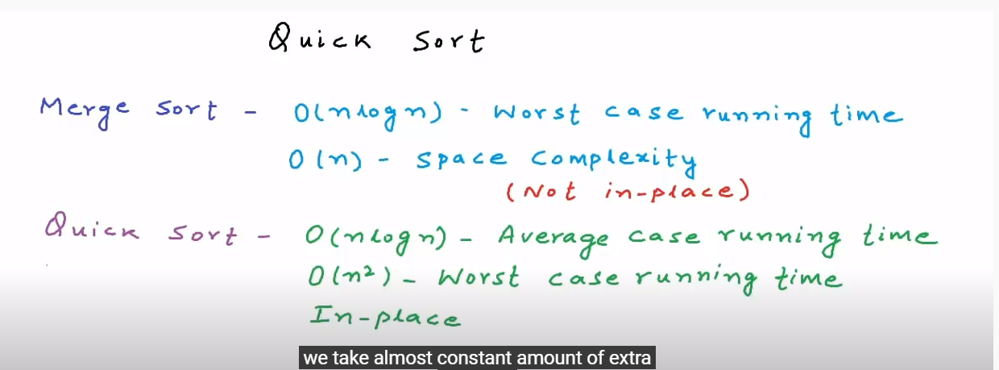 Quick Sort
Merge Sort - O(nlogn) - Worst case running time
O(n) - Space Complexity
(Not in-place)
Quick Sort - O(nlogn) - Average case running time
O(n²) - Worst case running time
In-place
we take almost constant amount of extra